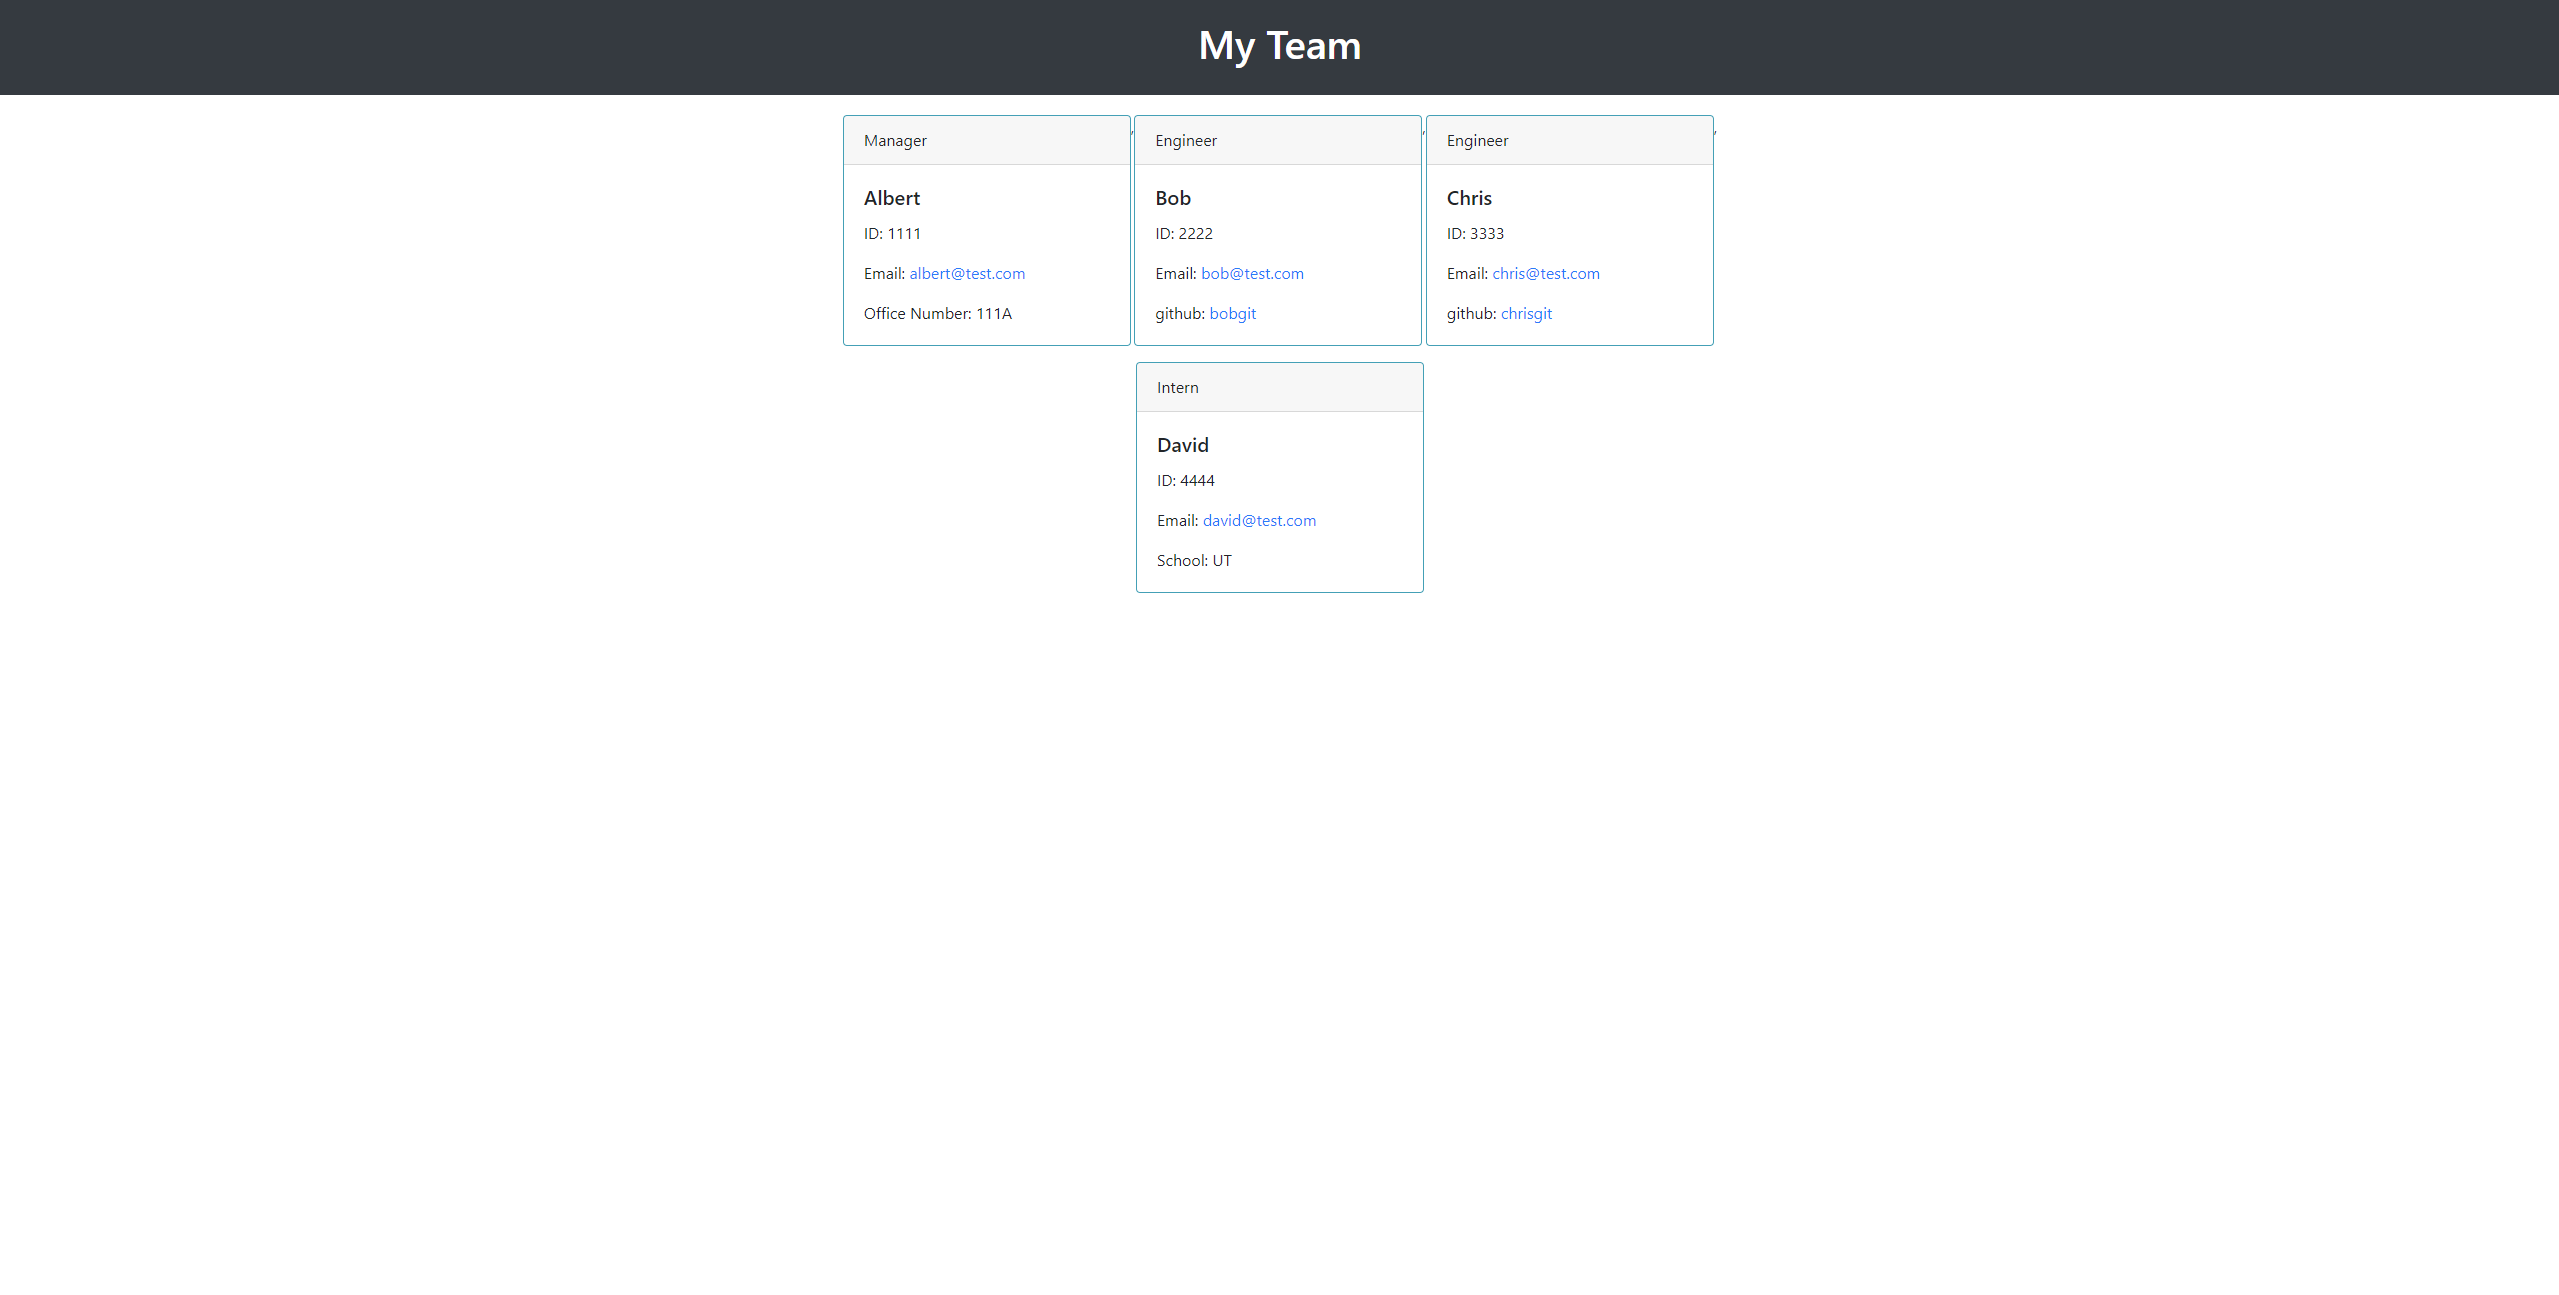 My Team
Manager
Albert
ID: 1111
Email: albert@test.com
Office Number: 111A
,
Engineer
Bob
ID: 2222
Email: bob@test.com
github: bobgit
,
Engineer
Chris
ID: 3333
Email: chris@test.com
github: chrisgit
,
Intern
David
ID: 4444
Email: david@test.com
School: UT